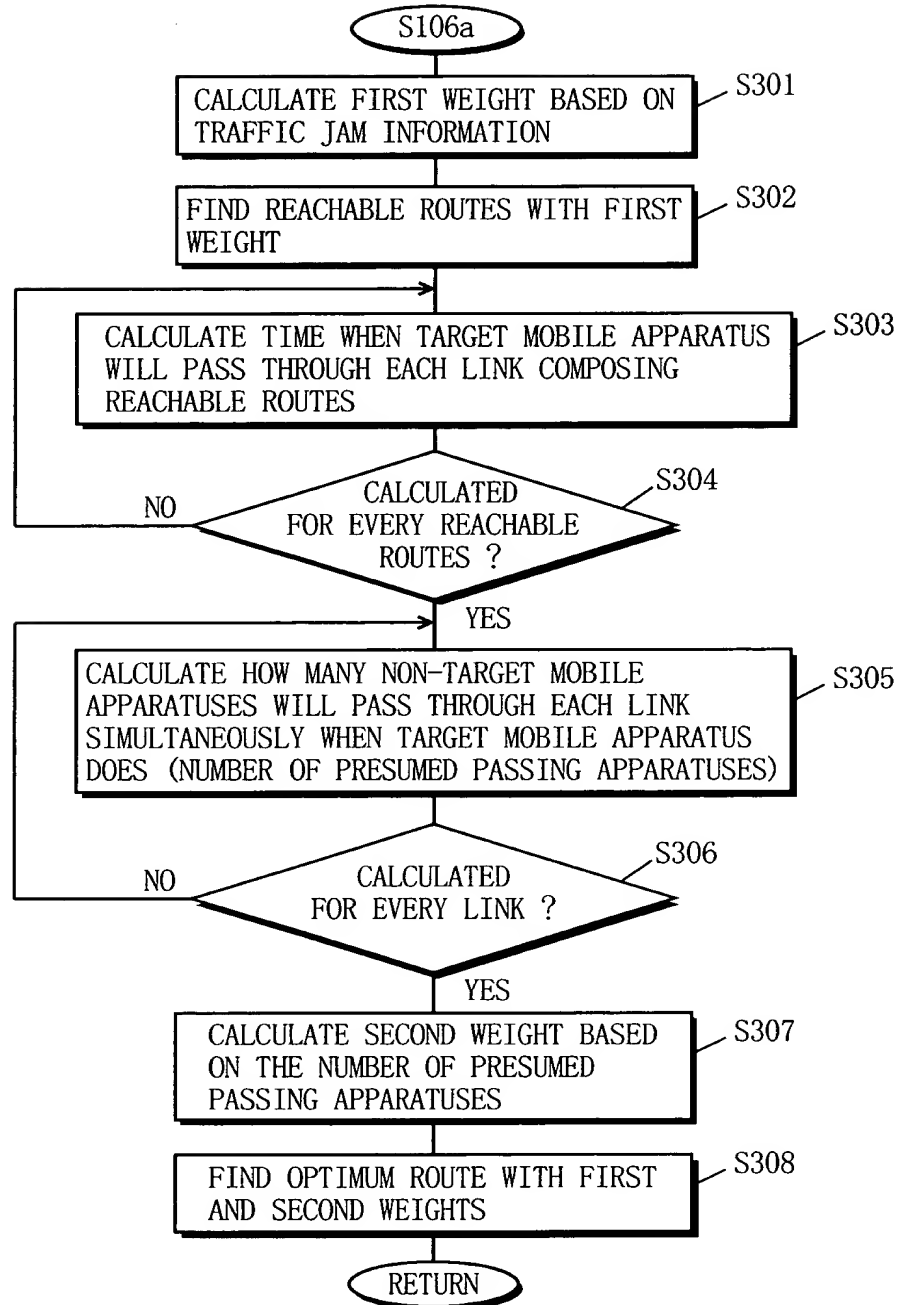 S106a
CALCULATE FIRST WEIGHT BASED ON
TRAFFIC JAM INFORMATION
S301
FIND REACHABLE ROUTES WITH FIRST
WEIGHT
S302
CALCULATE TIME WHEN TARGET MOBILE APPARATUS
WILL PASS THROUGH EACH LINK COMPOSING
REACHABLE ROUTES
S303
CALCULATED
FOR EVERY REACHABLE
ROUTES ?
S304
NO
YES
CALCULATE HOW MANY NON-TARGET MOBILE
APPARATUSES WILL PASS THROUGH EACH LINK
SIMULTANEOUSLY WHEN TARGET MOBILE APPARATUS
DOES (NUMBER OF PRESUMED PASSING APPARATUSES)
S305
CALCULATED
FOR EVERY LINK ?
S306
NO
YES
CALCULATE SECOND WEIGHT BASED
ON THE NUMBER OF PRESUMED
PASSING APPARATUSES
S307
FIND OPTIMUM ROUTE WITH FIRST
AND SECOND WEIGHTS
S308
RETURN